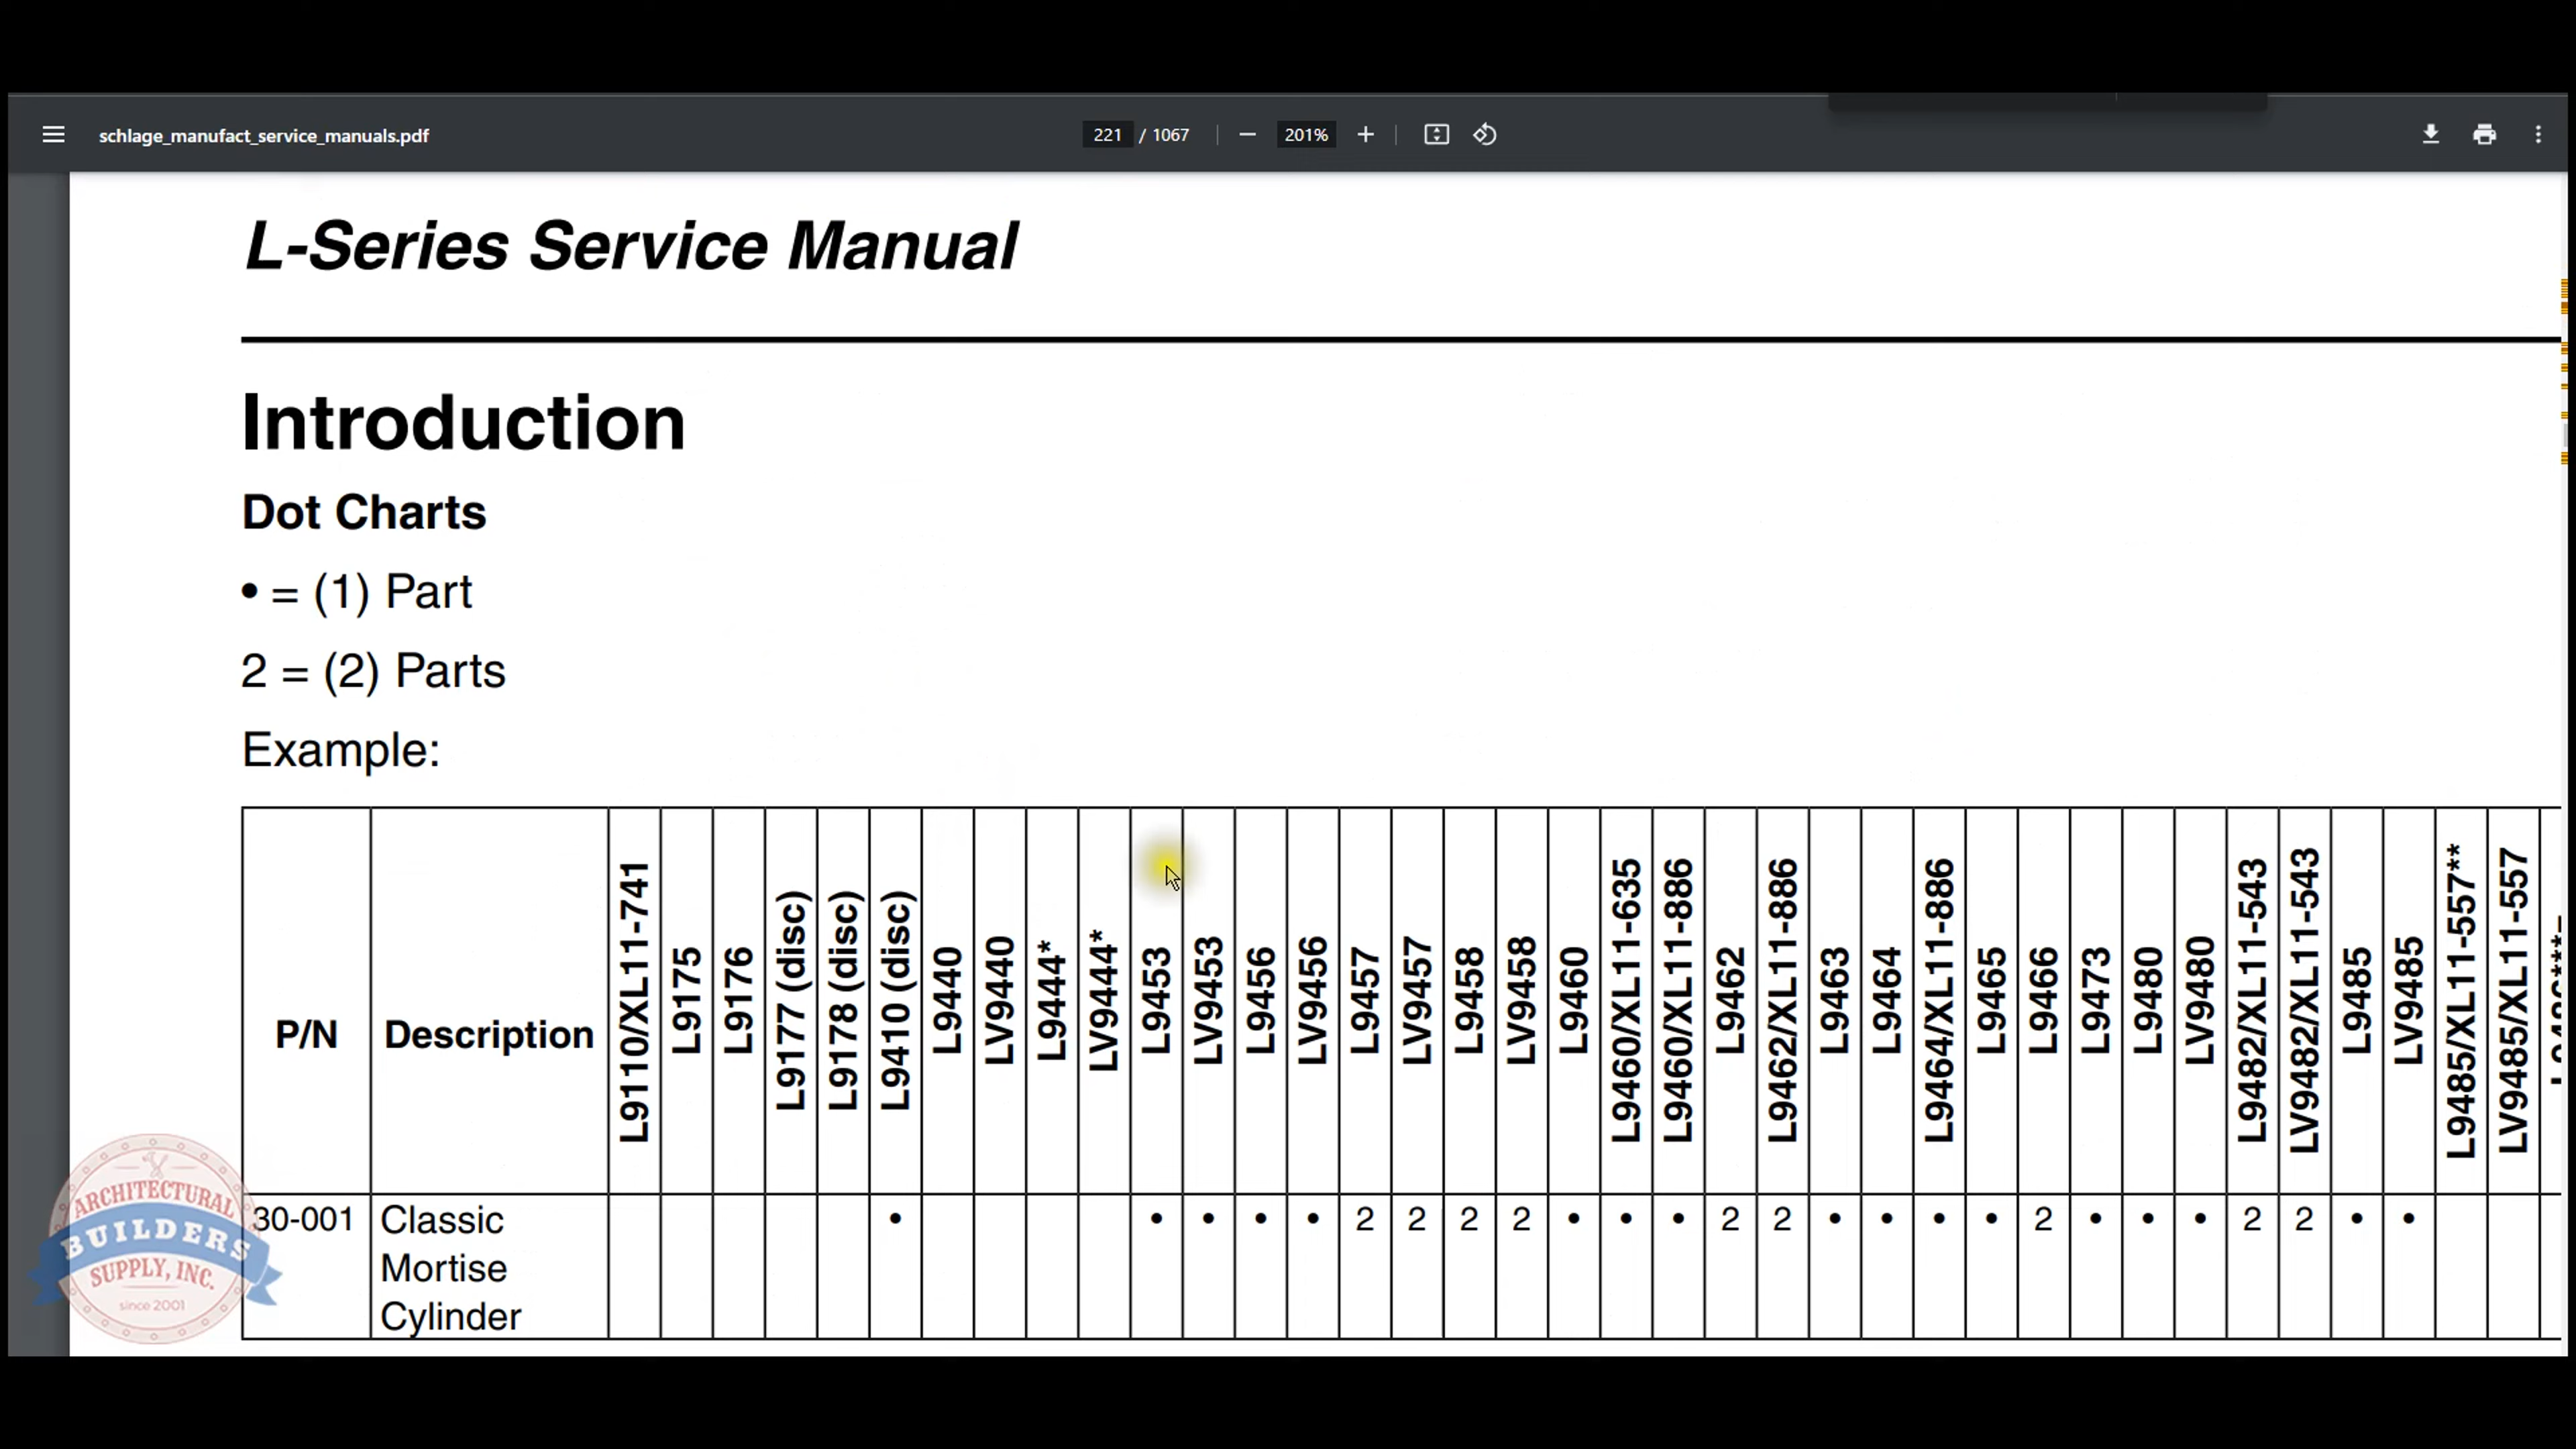 schlage_manufact_service_manuals.pdf
221 / 1067
201%
L-Series Service Manual
Introduction
Dot Charts
• = (1) Part
2 = (2) Parts
Example:
P/N
Description
L9110/XL11-741
L9175
L9176
L9177 (disc)
L9178 (disc)
L9410 (disc)
L9440
LV9440
L9444*
LV9444*
L9453
LV9453
L9456
LV9456
L9457
LV9457
L9458
LV9458
L9460
L9460/XL11-635
L9460/XL11-886
L9462
L9462/XL11-886
L9463
L9464
L9464/XL11-886
L9465
L9466
L9473
L9480
LV9480
L9482/XL11-543
LV9482/XL11-543
L9485
LV9485
L9485/XL11-557**
LV9485/XL11-557
30-001
Classic
Mortise
Cylinder
• • • • • 2 2 2 2 • • • 2 2 • • • • 2 • • • 2 2 • •
ARCHITECTURAL
BUILDERS
SUPPLY, INC.
since 2001